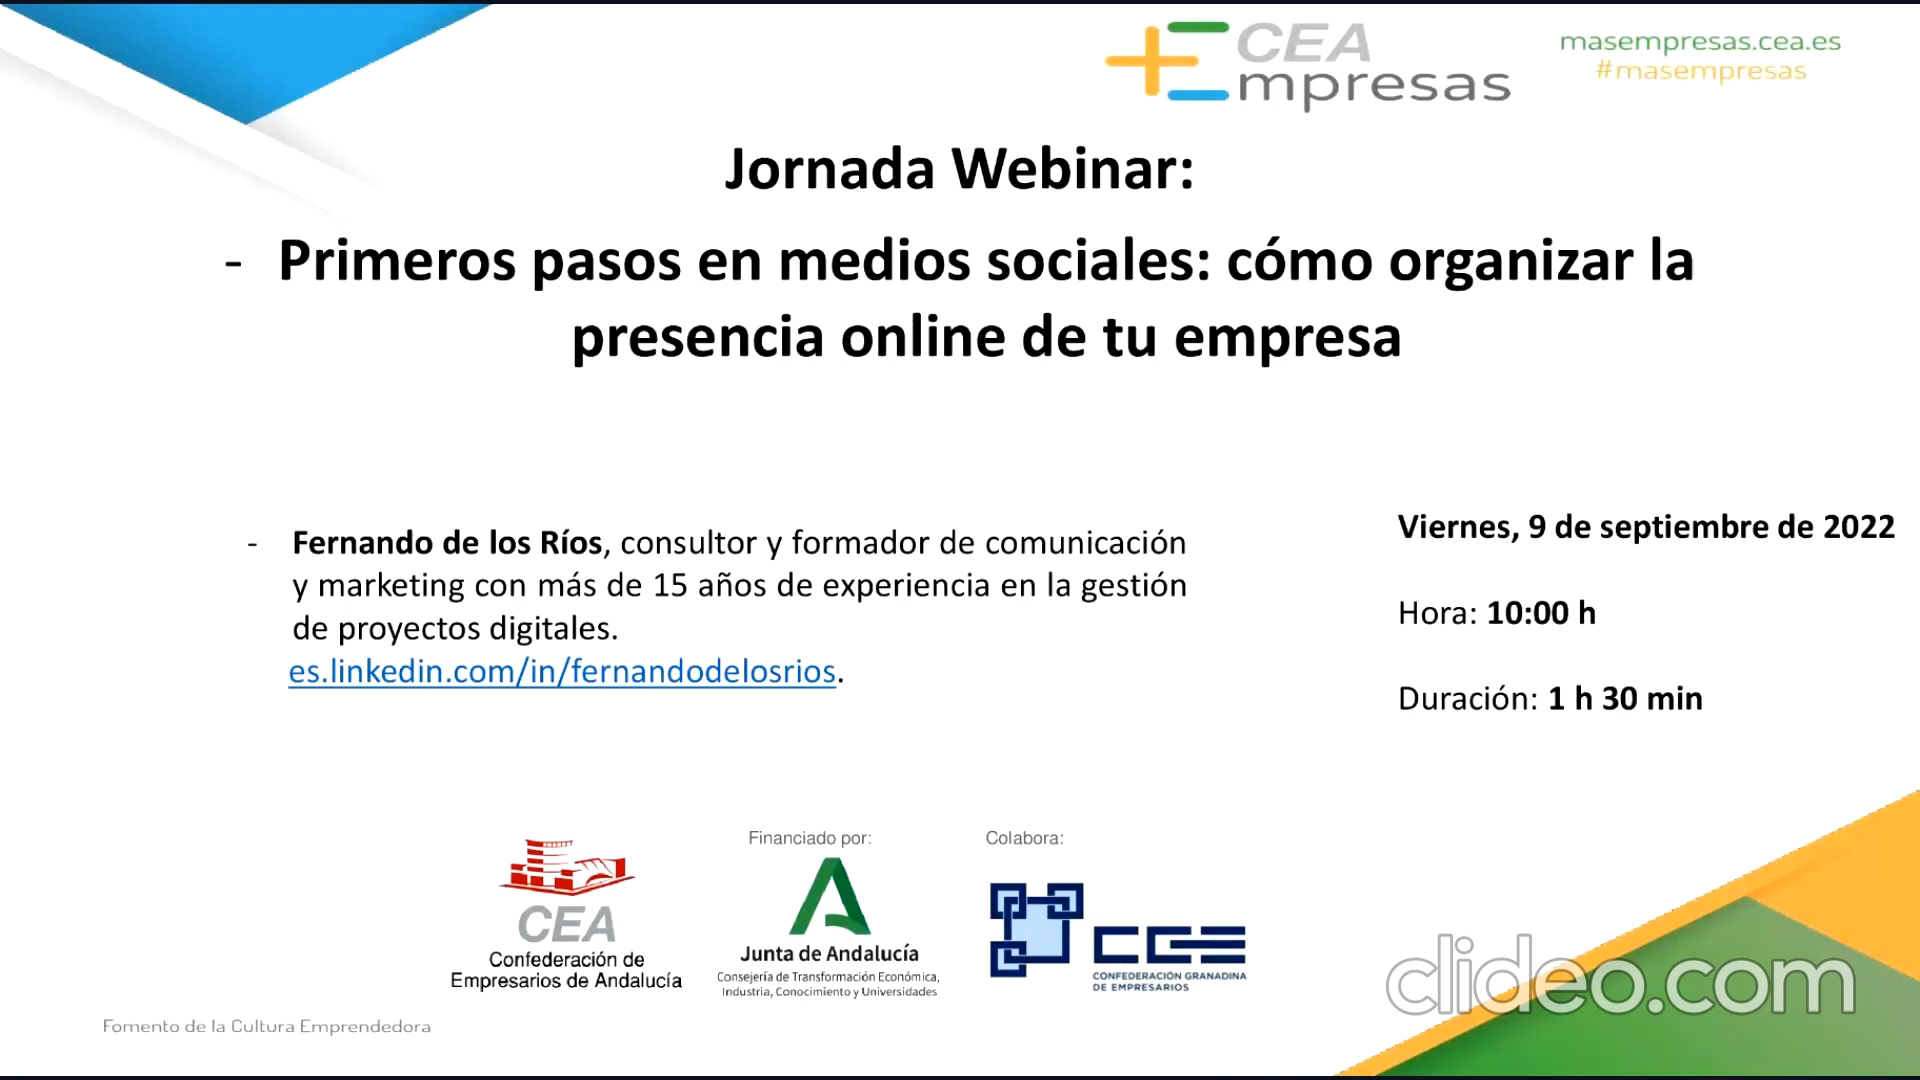 CEA
Empresas
masempresas.cea.es
#masempresas
Jornada Webinar:
- Primeros pasos en medios sociales: cómo organizar la
presencia online de tu empresa
- Fernando de los Ríos, consultor y formador de comunicación
y marketing con más de 15 años de experiencia en la gestión
de proyectos digitales.
es.linkedin.com/in/fernandodelosrios.
Viernes, 9 de septiembre de 2022
Hora: 10:00 h
Duración: 1 h 30 min
CEA
Confederación de
Empresarios de Andalucía
Financiado por:
Junta de Andalucía
Consejería de Transformación Económica,
Industria, Conocimiento y Universidades
Colabora:
CGE
CONFEDERACIÓN GRANADINA
DE EMPRESARIOS
clideo.com
Fomento de la Cultura Emprendedora